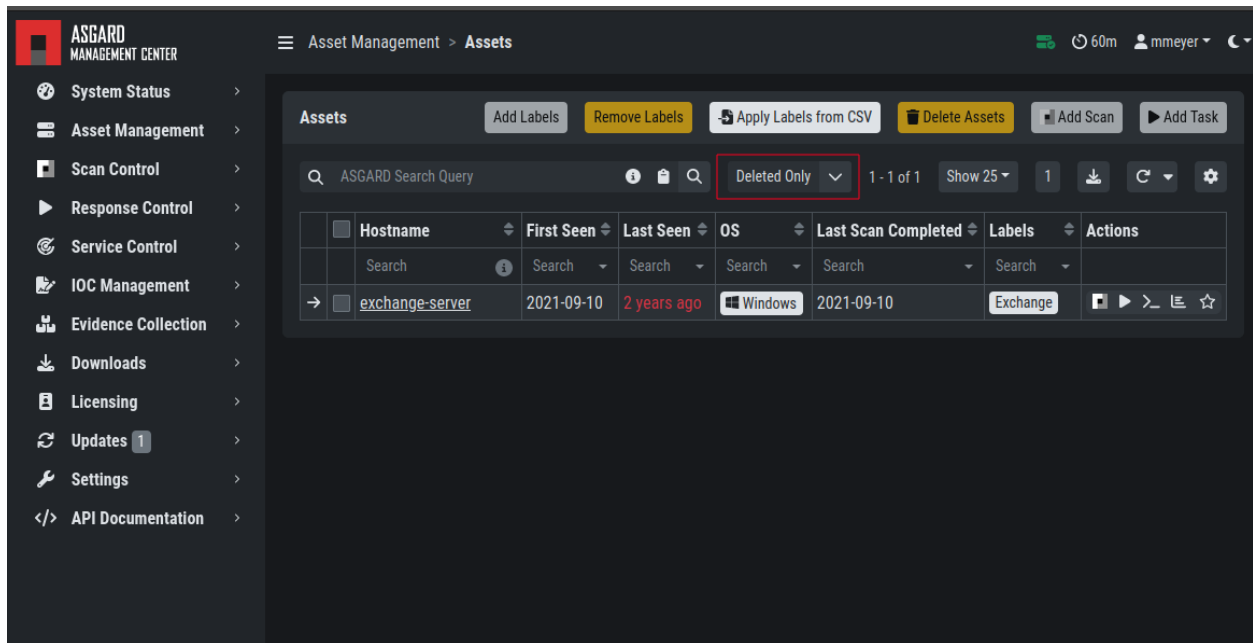 ASGARD
MANAGEMENT CENTER
Asset Management > Assets
60m
mmeyer
System Status
Asset Management
Scan Control
Response Control
Service Control
IOC Management
Evidence Collection
Downloads
Licensing
Updates 1
Settings
API Documentation
Assets Add Labels Remove Labels Apply Labels from CSV Delete Assets Add Scan Add Task
ASGARD Search Query Deleted Only 1 - 1 of 1 Show 25 1
Hostname First Seen Last Seen OS Last Scan Completed Labels Actions
Search Search Search Search Search Search
exchange-server 2021-09-10 2 years ago Windows 2021-09-10 Exchange